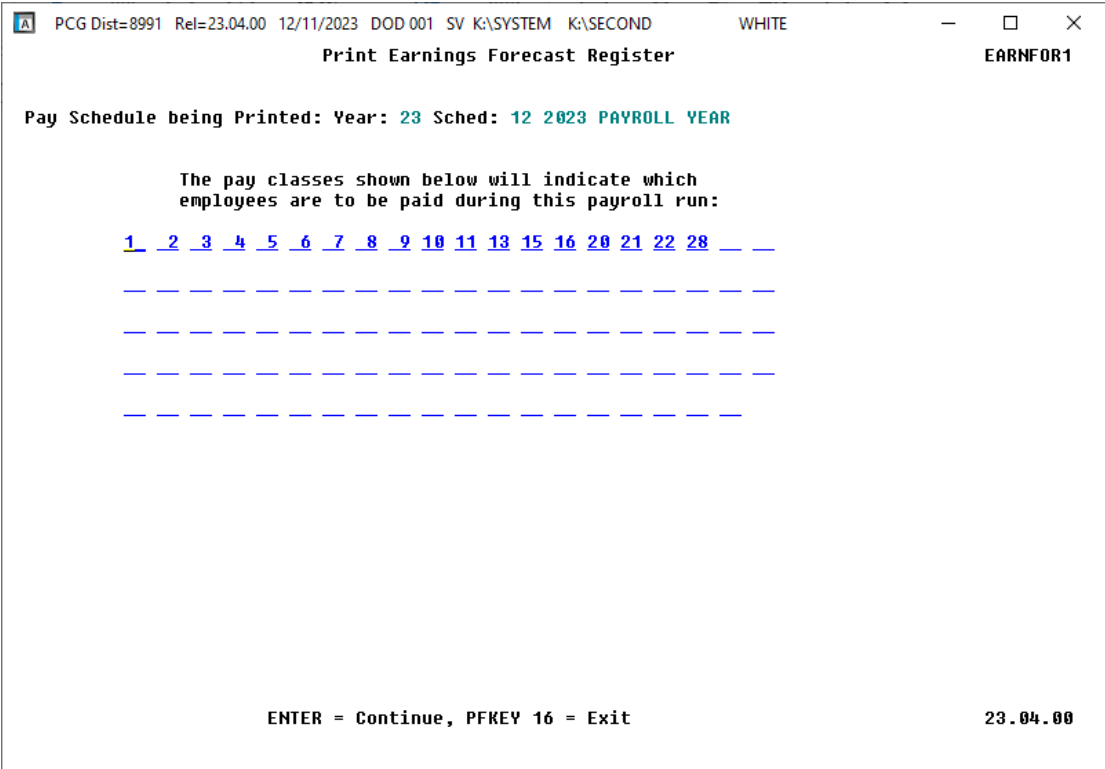 PCG Dist=8991 Rel=23.04.00 12/11/2023 DOD 001 SV K:\SYSTEM K:\SECOND WHITE
Print Earnings Forecast Register EARNFOR1
Pay Schedule being Printed: Year: 23 Sched: 12 2023 PAYROLL YEAR
The pay classes shown below will indicate which
employees are to be paid during this payroll run:
1 2 3 4 5 6 7 8 9 10 11 13 15 16 20 21 22 28
ENTER = Continue, PFKEY 16 = Exit 23.04.00